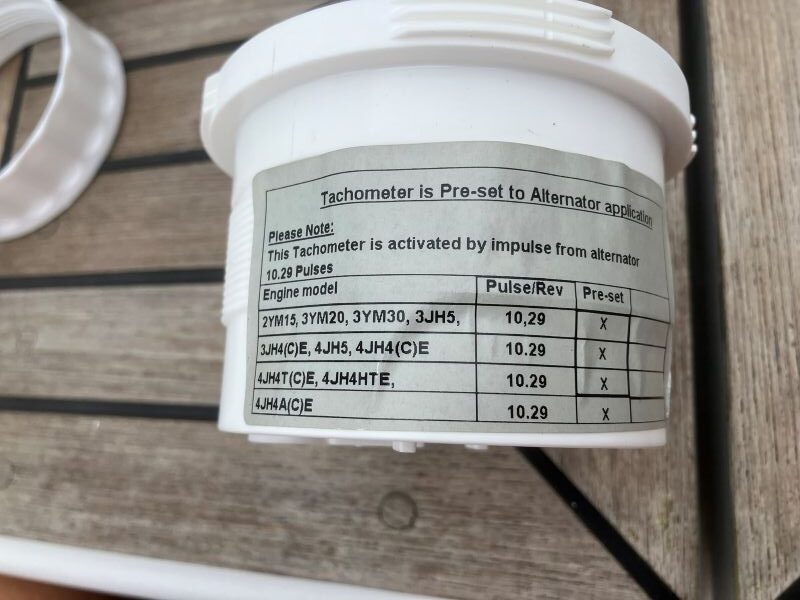 Tachometer is Pre-set to Alternator application
Please Note:
This Tachometer is activated by impulse from alternator
10.29 Pulses
Engine model Pulse/Rev Pre-set
2YM15, 3YM20, 3YM30, 3JH5, 10,29 X
3JH4(C)E, 4JH5, 4JH4(C)E 10.29 X
4JH4T(C)E, 4JH4HTE, 10.29 X
4JH4A(C)E 10.29 X